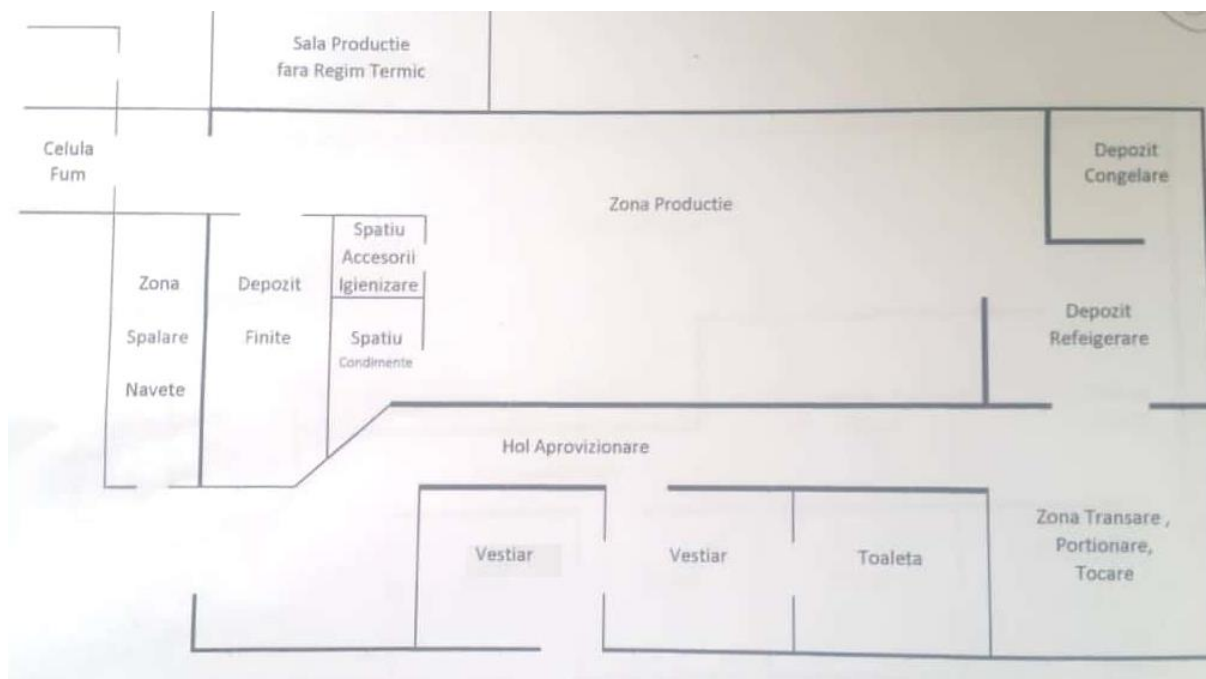 Sala Productie
fara Regim Termic
Celula
Fum
Depozit
Congelare
Zona Productie
Spatiu
Accesorii
Igienizare
Zona
Spalare
Navete
Depozit
Finite
Spatiu
Condimente
Depozit
Refeigerare
Hol Aprovizionare
Vestiar
Vestiar
Toaleta
Zona Transare ,
Portionare,
Tocare